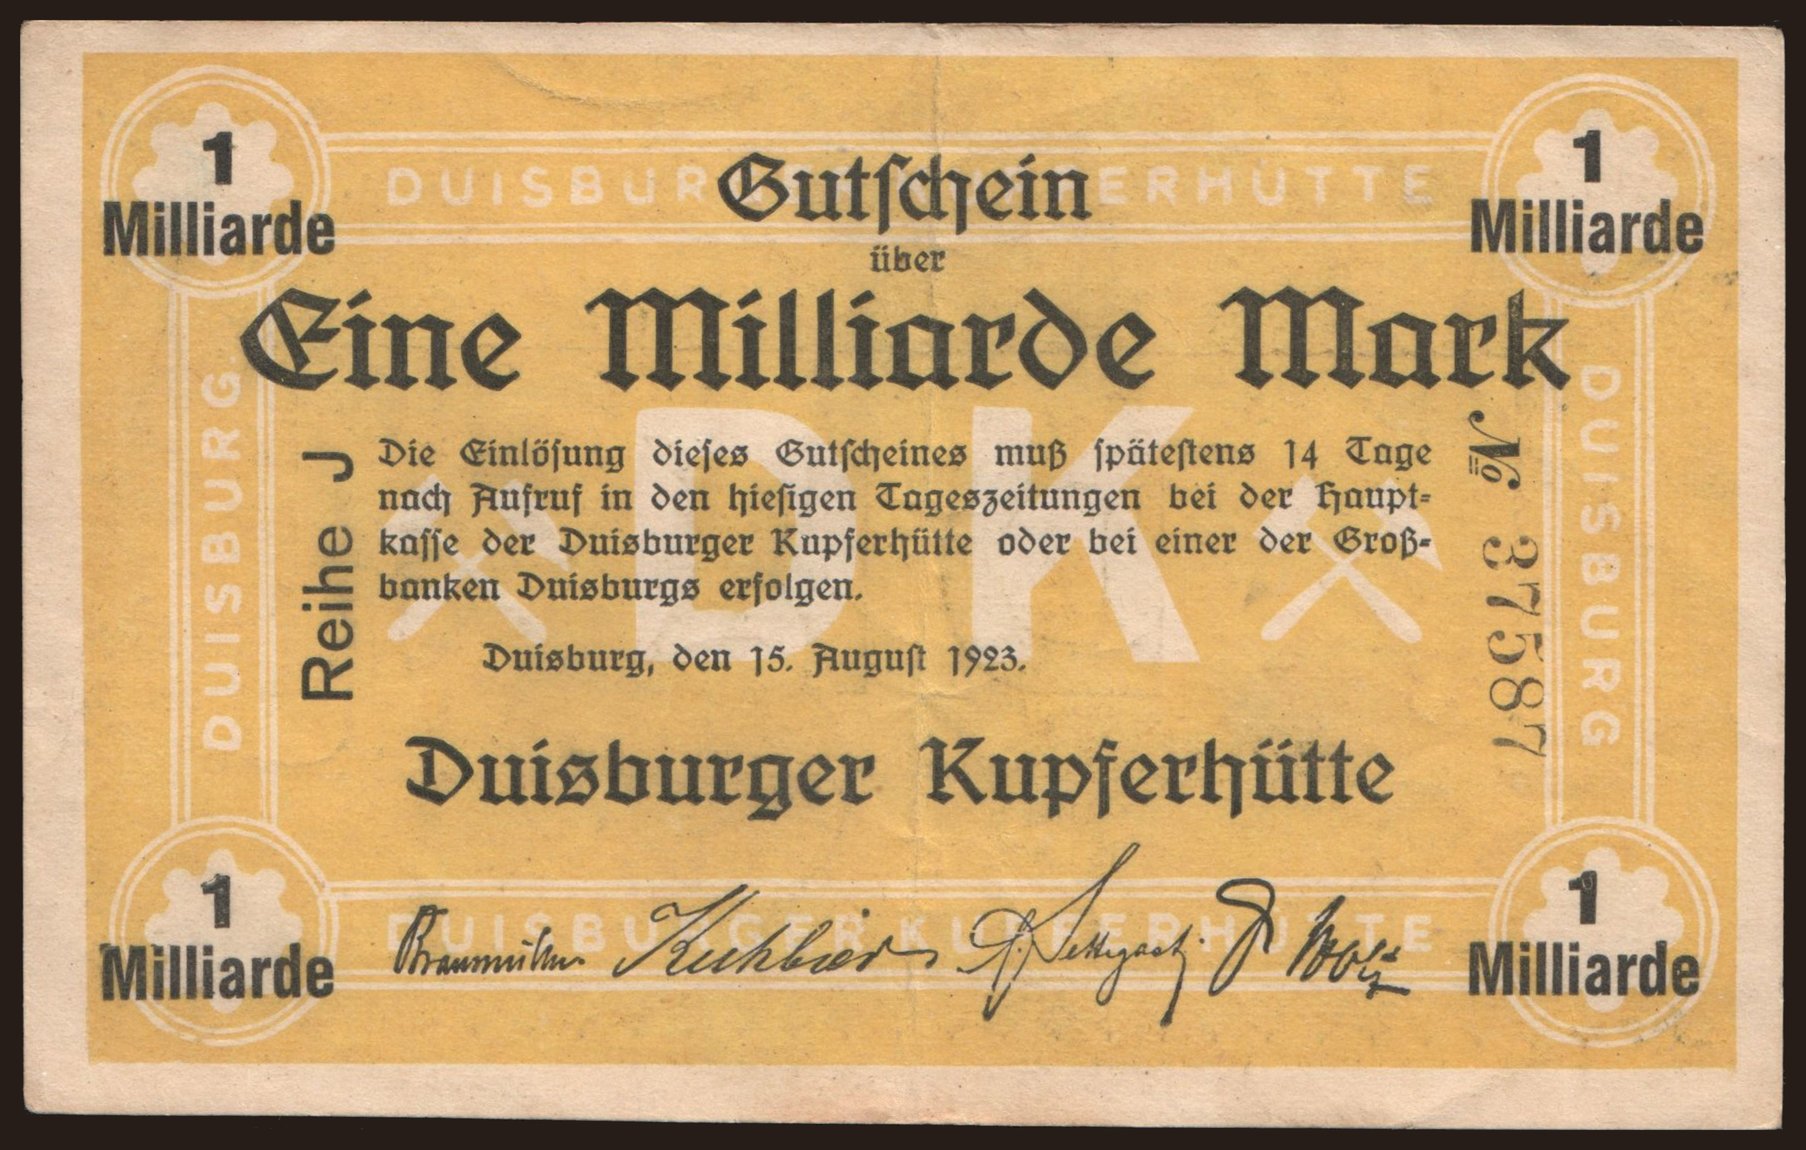 1
Milliarde
1
Milliarde
DUISBURGER KUPFERHÜTTE
Gutschein
über
Eine Milliarde Mark
DUISBURG
DUISBURG
Reihe J
Die Einlösung dieses Gutscheines muß spätestens 14 Tage
nach Aufruf in den hiesigen Tageszeitungen bei der Haupt-
kasse der Duisburger Kupferhütte oder bei einer der Groß-
banken Duisburgs erfolgen.
DK
№ 37587
Duisburg, den 15. August 1923.
Duisburger Kupferhütte
DUISBURGER KUPFERHÜTTE
1
Milliarde
1
Milliarde